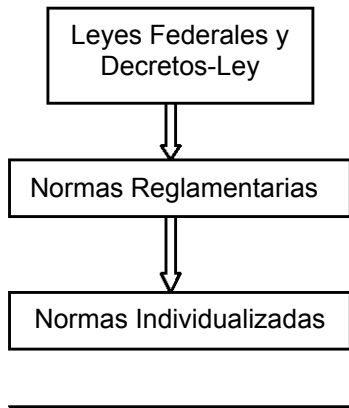 Leyes Federales y
Decretos-Ley
Normas Reglamentarias
Normas Individualizadas